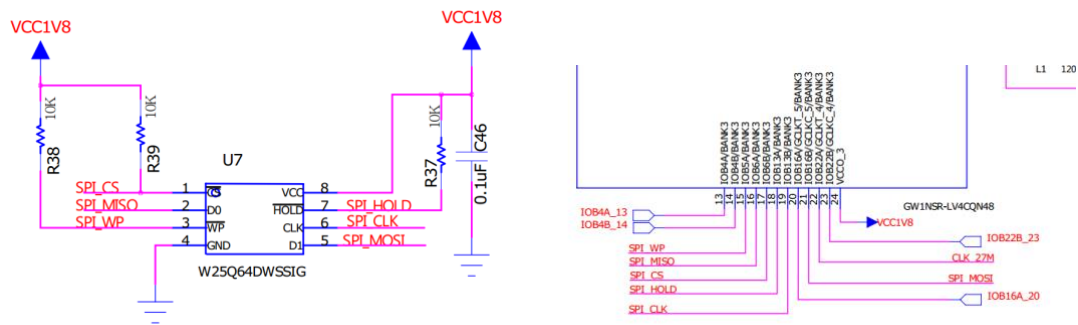 VCC1V8
VCC1V8
10K
10K
10K
R38
R39
R37
C46
0.1uF
U7
SPI_CS
SPI_MISO
SPI_WP
1
2
3
4
CS
D0
WP
GND
VCC
HOLD
CLK
D1
8
7
6
5
SPI_HOLD
SPI_CLK
SPI_MOSI
W25Q64DWSSIG
L1 120
IOB4A/BANK3
IOB4B/BANK3
IOB5A/BANK3
IOB6A/BANK3
IOB6B/BANK3
IOB13A/BANK3
IOB13B/BANK3
IOB16A/GCLKT_5/BANK3
IOB16B/GCLKC_5/BANK3
IOB22A/GCLKT_4/BANK3
IOB22B/GCLKC_4/BANK3
VCCO_3
13
14
15
16
17
18
19
20
21
22
23
24
GW1NSR-LV4CQN48
IOB4A_13
IOB4B_14
VCC1V8
IOB22B_23
SPI_WP
SPI_MISO
SPI_CS
SPI_HOLD
SPI_CLK
CLK_27M
SPI_MOSI
IOB16A_20